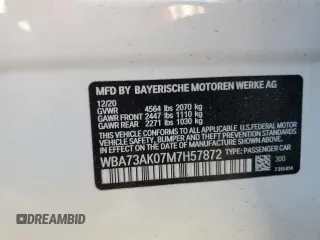 MFD BY BAYERISCHE MOTOREN WERKE AG
12/20
GVWR 4564 lbs 2070 kg
GAWR FRONT 2447 lbs 1110 kg
GAWR REAR 2271 lbs 1030 kg
THIS VEHICLE CONFORMS TO ALL APPLICABLE U.S. FEDERAL MOTOR
VEHICLE SAFETY, BUMPER AND THEFT PREVENTION STANDARDS
IN EFFECT ON THE DATE OF MANUFACTURE SHOWN ABOVE.
WBA73AK07M7H57872 TYPE: PASSENGER CAR
300
DREAMBID
DREAMBID.COM